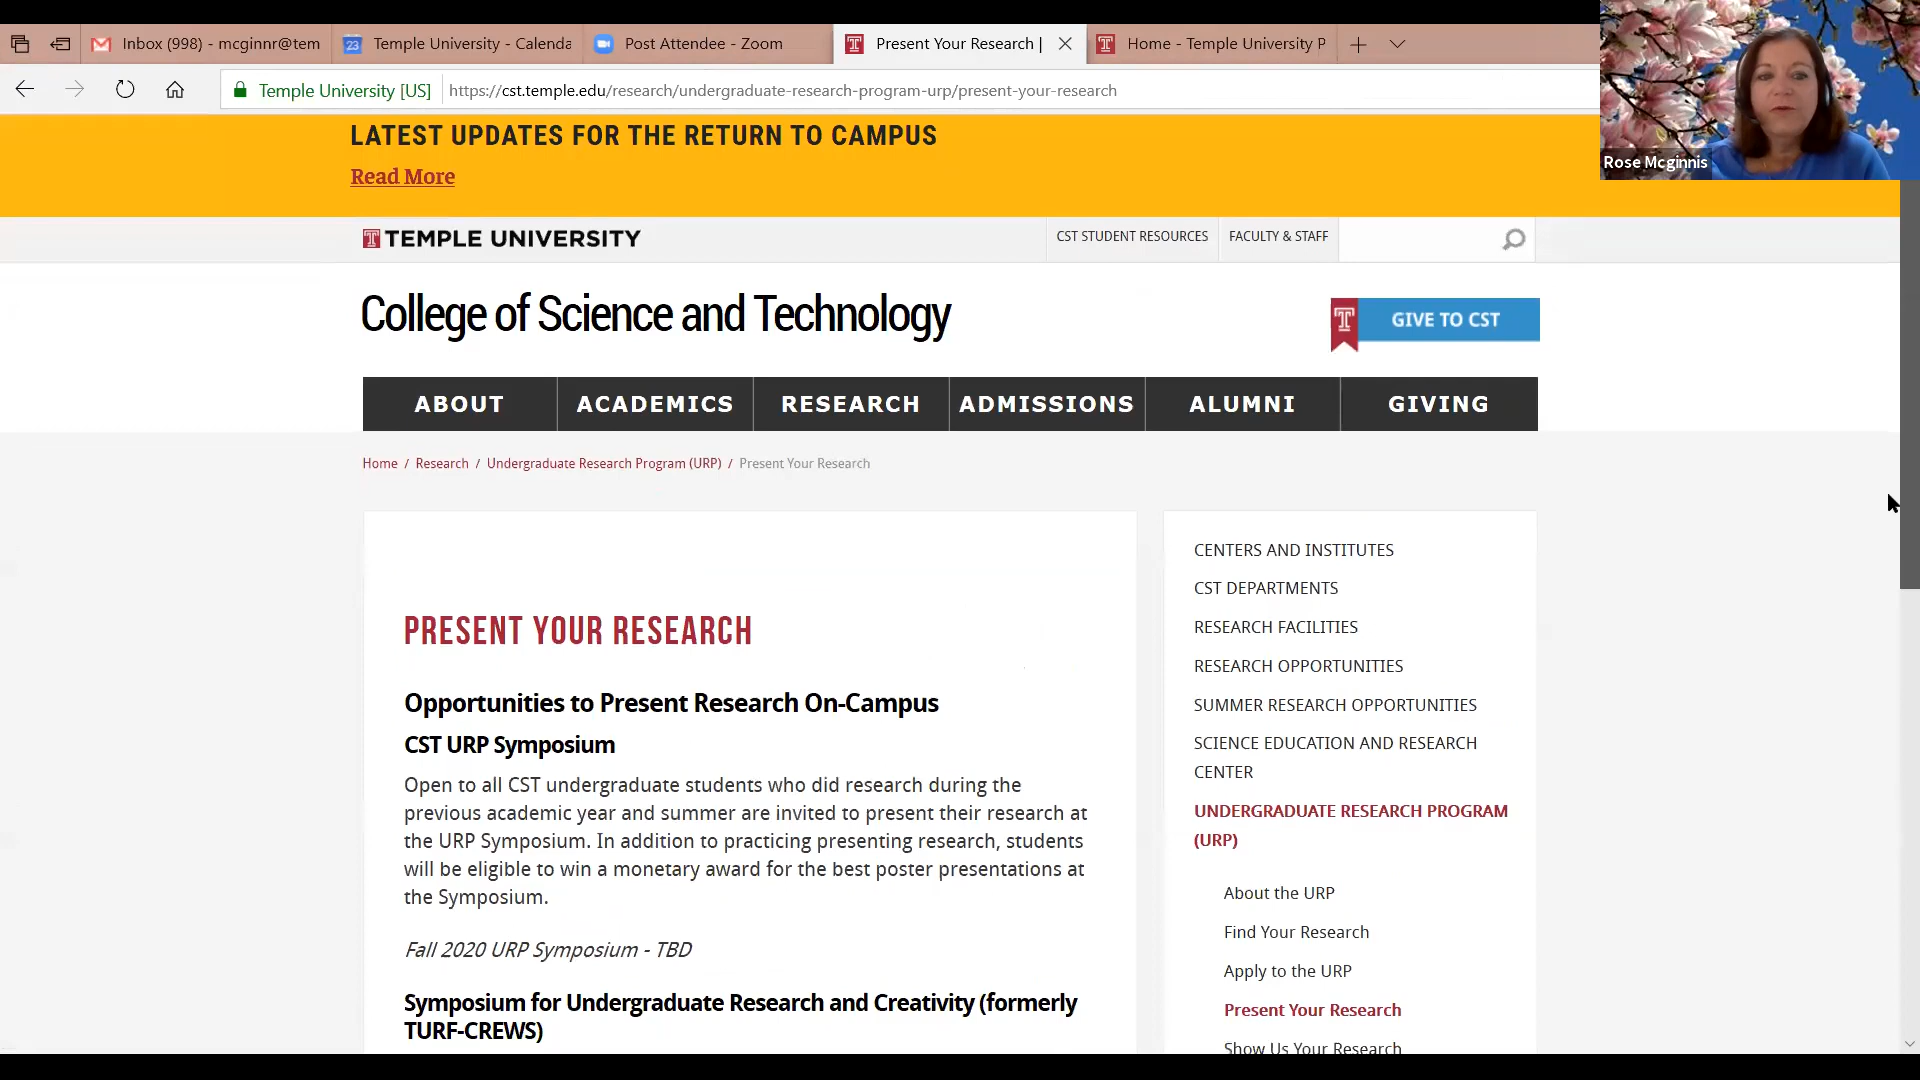 Inbox (998) - mcginnr@tem
Temple University - Calenda
Post Attendee - Zoom
Present Your Research |
Home - Temple University P
Temple University [US]
https://cst.temple.edu/research/undergraduate-research-program-urp/present-your-research
Rose Mcginnis
LATEST UPDATES FOR THE RETURN TO CAMPUS
Read More
TEMPLE UNIVERSITY
CST STUDENT RESOURCES
FACULTY & STAFF
College of Science and Technology
GIVE TO CST
ABOUT
ACADEMICS
RESEARCH
ADMISSIONS
ALUMNI
GIVING
Home / Research / Undergraduate Research Program (URP) / Present Your Research
PRESENT YOUR RESEARCH
Opportunities to Present Research On-Campus
CST URP Symposium
Open to all CST undergraduate students who did research during the
previous academic year and summer are invited to present their research at
the URP Symposium. In addition to practicing presenting research, students
will be eligible to win a monetary award for the best poster presentations at
the Symposium.
Fall 2020 URP Symposium - TBD
Symposium for Undergraduate Research and Creativity (formerly
TURF-CREWS)
CENTERS AND INSTITUTES
CST DEPARTMENTS
RESEARCH FACILITIES
RESEARCH OPPORTUNITIES
SUMMER RESEARCH OPPORTUNITIES
SCIENCE EDUCATION AND RESEARCH
CENTER
UNDERGRADUATE RESEARCH PROGRAM
(URP)
About the URP
Find Your Research
Apply to the URP
Present Your Research
Show Us Your Research